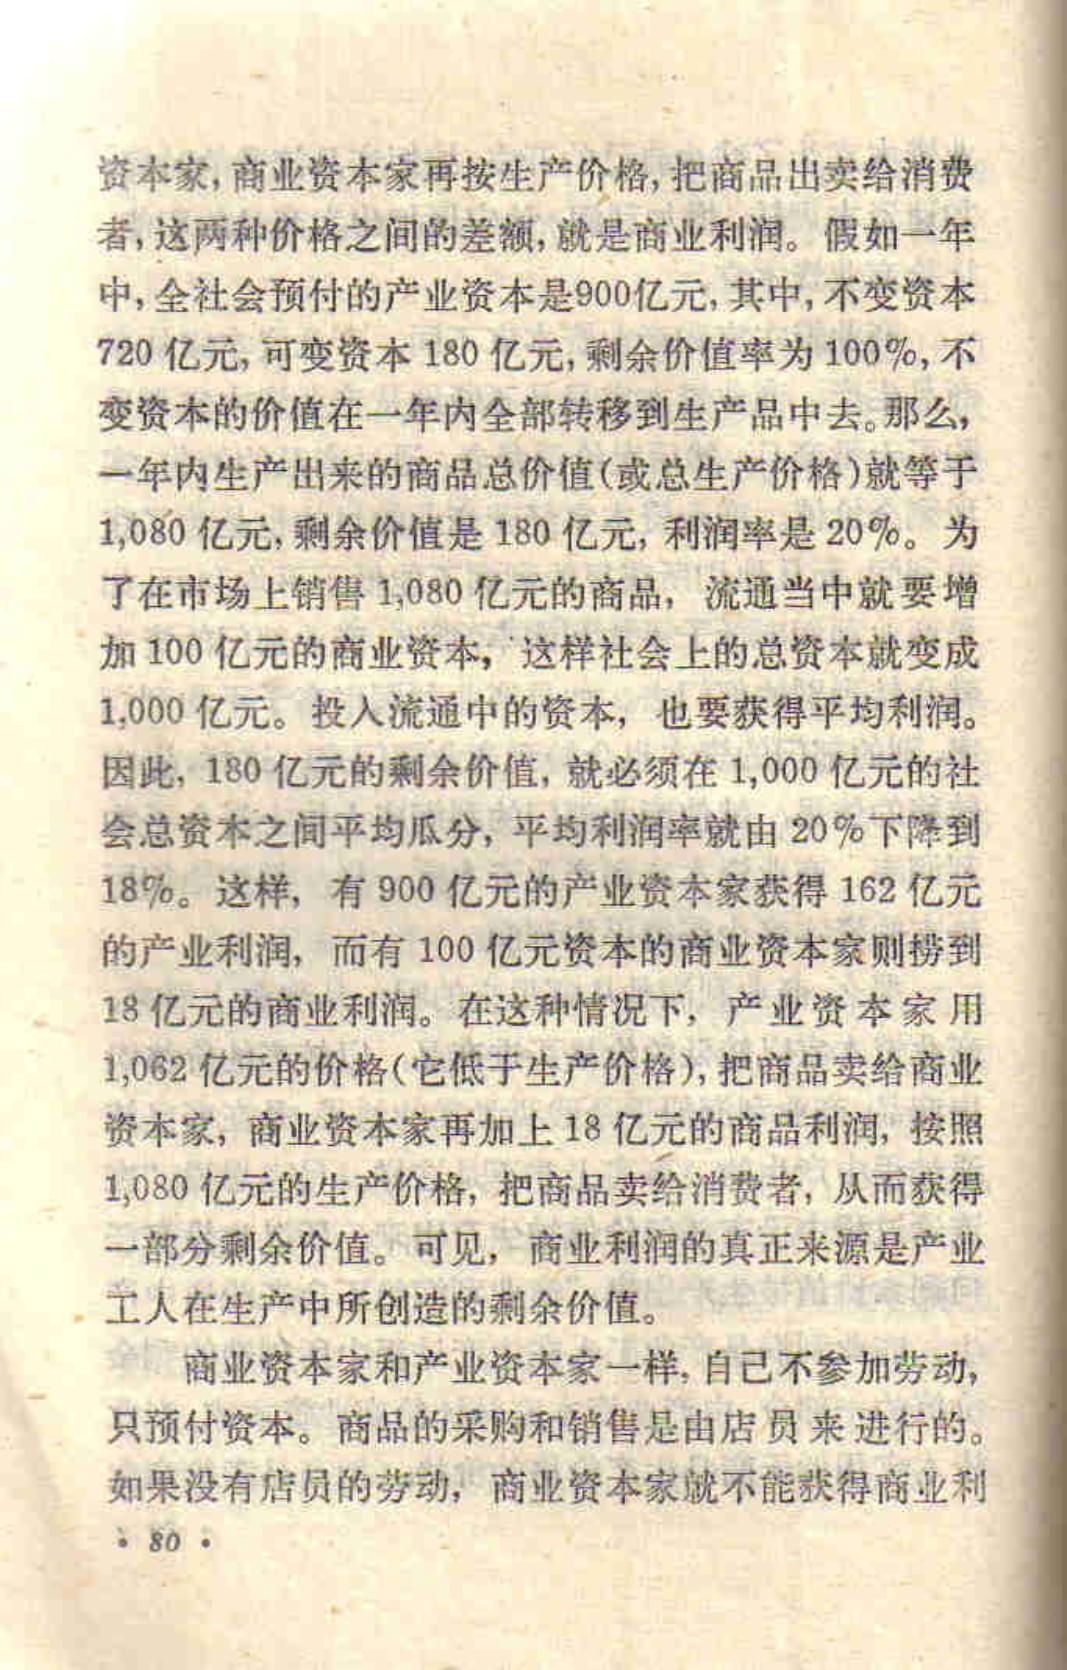 资本家,商业资本家再按生产价格,把商品出卖给消费
者,这两种价格之间的差额,就是商业利润。假如一年
中,全社会预付的产业资本是900亿元,其中,不变资本
720亿元,可变资本180亿元,剩余价值率为100%,不
变资本的价值在一年内全部转移到生产品中去。那么,
一年内生产出来的商品总价值(或总生产价格)就等于
1,080亿元,剩余价值是180亿元,利润率是20%。为
了在市场上销售1,080亿元的商品,流通当中就要增
加100亿元的商业资本,这样社会上的总资本就变成
1,000亿元。投入流通中的资本,也要获得平均利润。
因此,180亿元的剩余价值,就必须在1,000亿元的社
会总资本之间平均瓜分,平均利润率就由20%下降到
18%。这样,有900亿元的产业资本家获得162亿元
的产业利润,而有100亿元资本的商业资本家则捞到
18亿元的商业利润。在这种情况下,产业资本家用
1,062亿元的价格(它低于生产价格),把商品卖给商业
资本家,商业资本家再加上18亿元的商品利润,按照
1,080亿元的生产价格,把商品卖给消费者,从而获得
一部分剩余价值。可见,商业利润的真正来源是产业
工人在生产中所创造的剩余价值。
商业资本家和产业资本家一样,自己不参加劳动,
只预付资本。商品的采购和销售是由店员来进行的。
如果没有店员的劳动,商业资本家就不能获得商业利
·80·